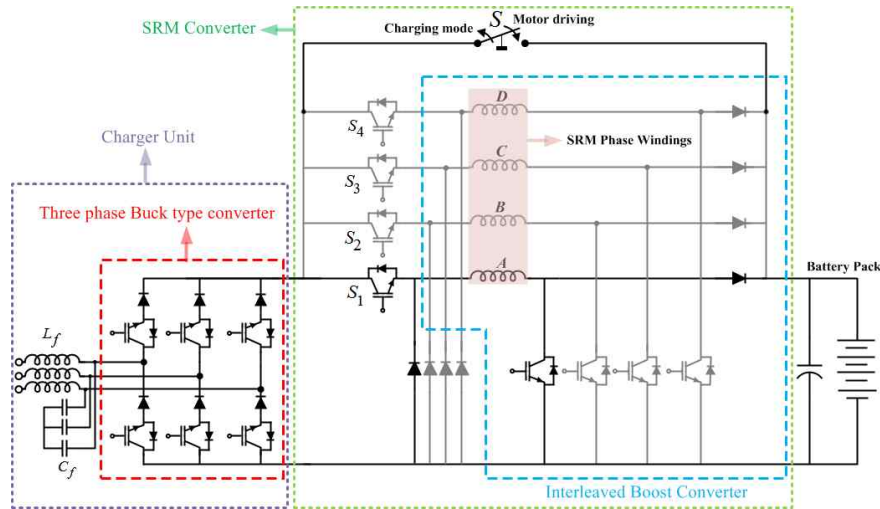 SRM Converter
S
Charging mode
Motor driving
D
S4
SRM Phase Windings
Charger Unit
C
S3
Three phase Buck type converter
B
S2
A
Battery Pack
S1
Lf
Cf
Interleaved Boost Converter